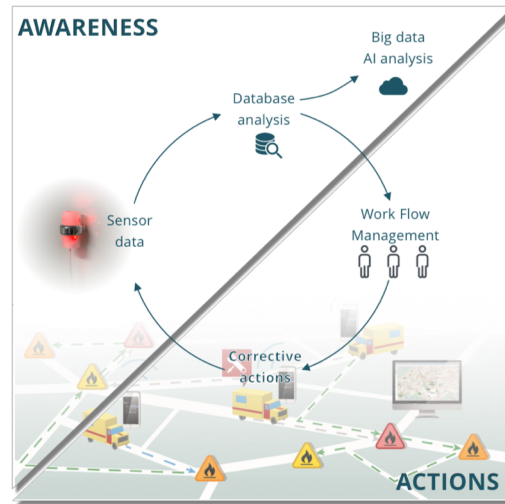 AWARENESS
Big data
AI analysis
Database
analysis
Sensor
data
Work Flow
Management
Corrective
actions
ACTIONS